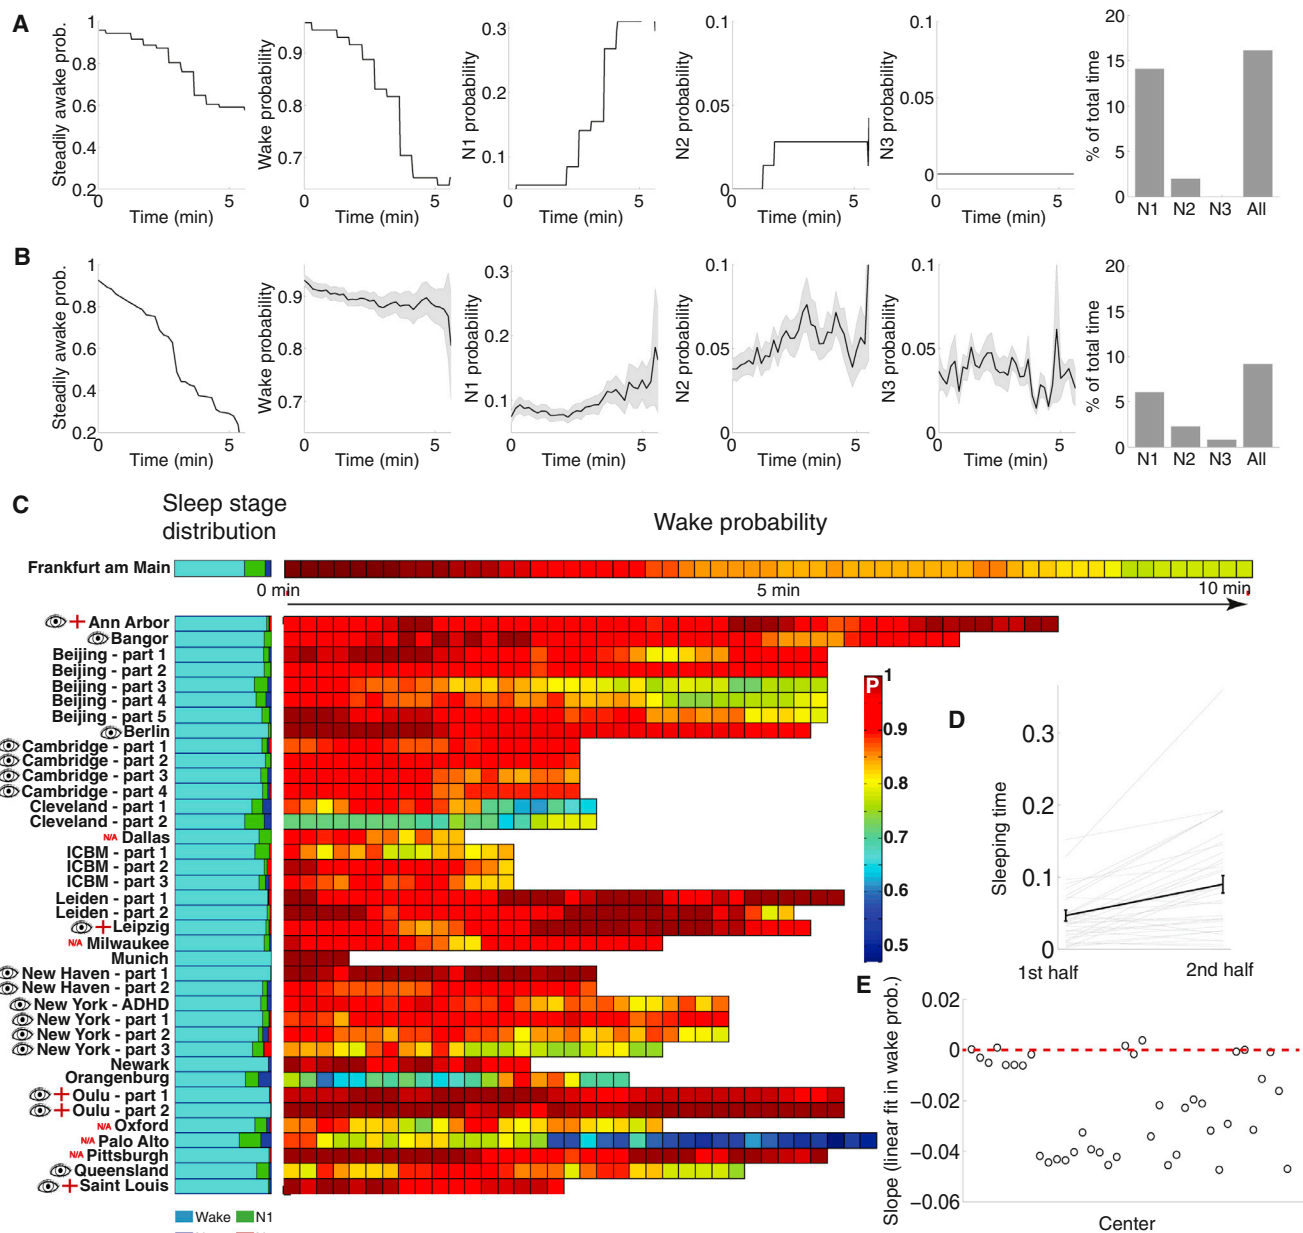 A
Steadily awake prob.
1
0.8
0.6
0.4
0.2
0
5
Time (min)
Wake probability
0.9
0.8
0.7
0
5
Time (min)
N1 probability
0.3
0.2
0.1
0
5
Time (min)
N2 probability
0.1
0.05
0
0
5
Time (min)
N3 probability
0.1
0.05
0
0
5
Time (min)
% of total time
20
15
10
5
0
N1 N2 N3 All
B
Steadily awake prob.
1
0.8
0.6
0.4
0.2
0
5
Time (min)
Wake probability
0.9
0.8
0.7
0
5
Time (min)
N1 probability
0.3
0.2
0.1
0
5
Time (min)
N2 probability
0.1
0.05
0
0
5
Time (min)
N3 probability
0.1
0.05
0
0
5
Time (min)
% of total time
20
15
10
5
0
N1 N2 N3 All
C
Sleep stage
distribution
Wake probability
Frankfurt am Main
0 min
5 min
10 min
Ann Arbor
Bangor
Beijing - part 1
Beijing - part 2
Beijing - part 3
Beijing - part 4
Beijing - part 5
Berlin
Cambridge - part 1
Cambridge - part 2
Cambridge - part 3
Cambridge - part 4
Cleveland - part 1
Cleveland - part 2
N/A Dallas
ICBM - part 1
ICBM - part 2
ICBM - part 3
Leiden - part 1
Leiden - part 2
Leipzig
N/A Milwaukee
Munich
New Haven - part 1
New Haven - part 2
New York - ADHD
New York - part 1
New York - part 2
New York - part 3
Newark
Orangenburg
Oulu - part 1
Oulu - part 2
N/A Oxford
N/A Palo Alto
N/A Pittsburgh
Queensland
Saint Louis
Wake N1
P
1
0.9
0.8
0.7
0.6
0.5
D
Sleeping time
0.3
0.2
0.1
0
1st half
2nd half
E
Slope (linear fit in wake prob.)
0.02
0
−0.02
−0.04
−0.06
Center